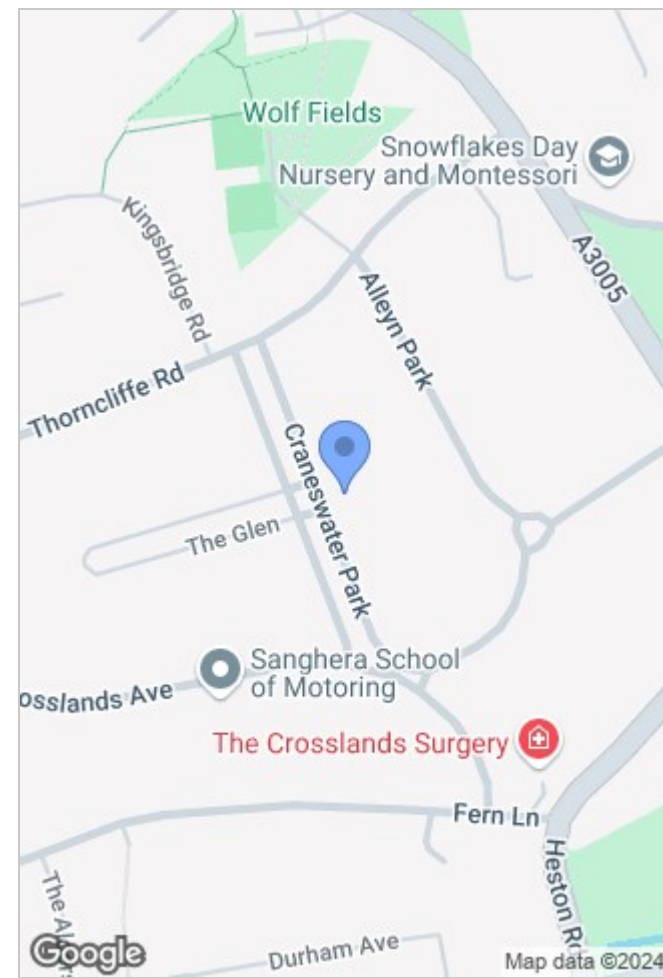 Wolf Fields
Snowflakes Day
Nursery and Montessori
Kingsbridge Rd
A3005
Alleyn Park
Thorncliffe Rd
Craneswater Park
The Glen
Sanghera School
of Motoring
osslands Ave
The Crosslands Surgery
Fern Ln
Heston Rd
Durham Ave
Google
Map data ©2024